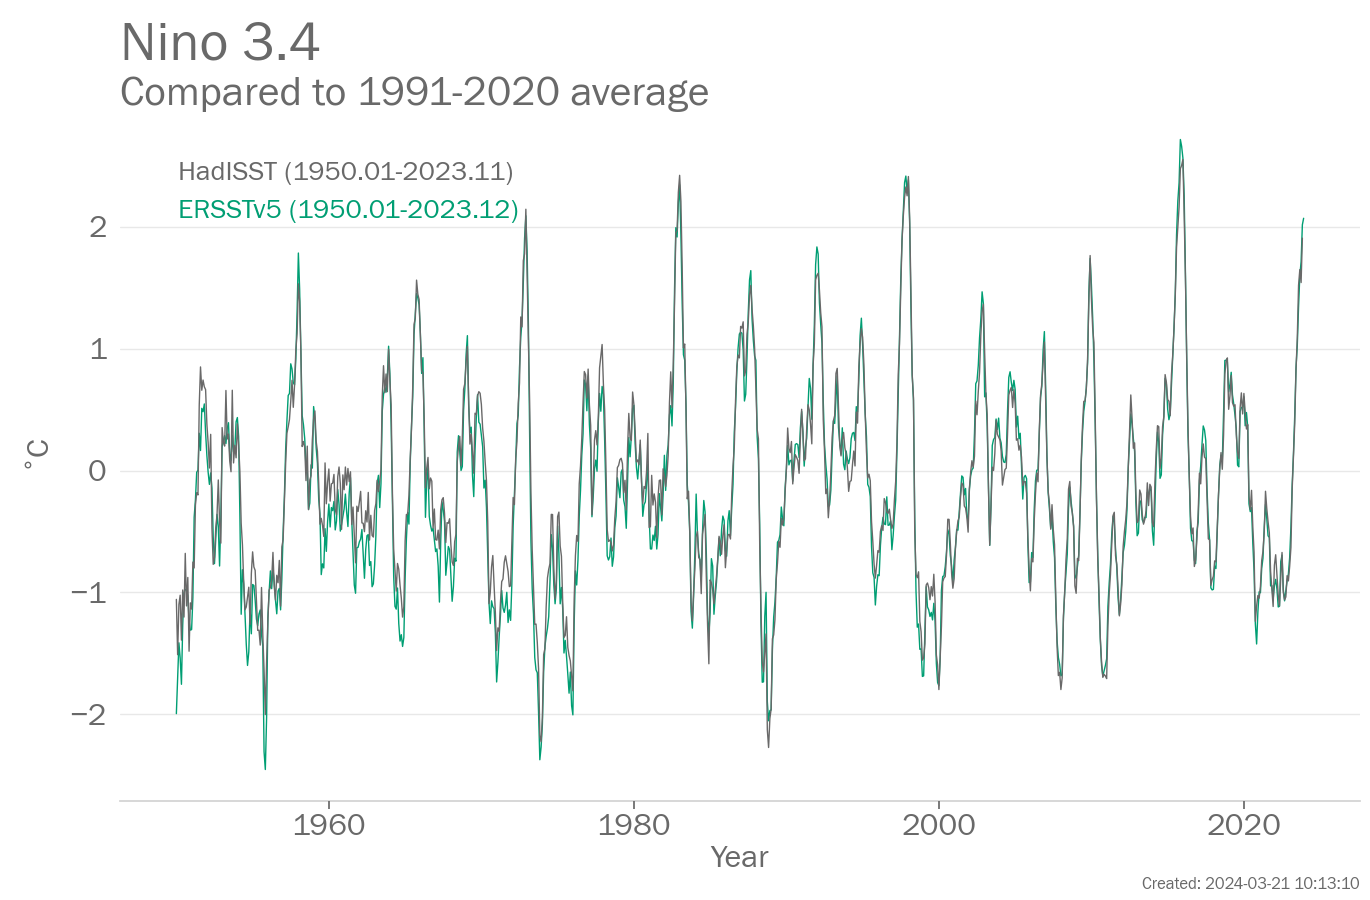 Nino 3.4
Compared to 1991-2020 average
HadISST (1950.01-2023.11)
ERSSTv5 (1950.01-2023.12)
°C
2
1
0
−1
−2
1960 1980 2000 2020
Year
Created: 2024-03-21 10:13:10